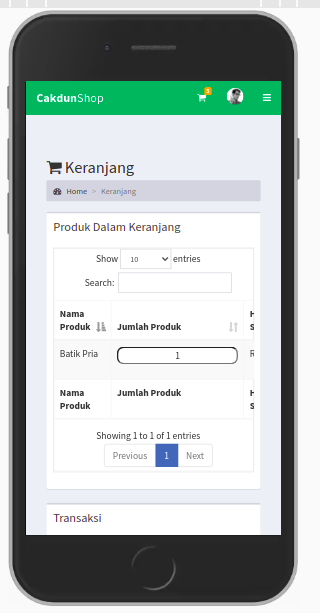 CakdunShop
Keranjang
Home > Keranjang
Produk Dalam Keranjang
Show 10 entries
Search:
Nama Produk Jumlah Produk
Batik Pria 1 R
Nama Produk Jumlah Produk
Showing 1 to 1 of 1 entries
Previous 1 Next
Transaksi